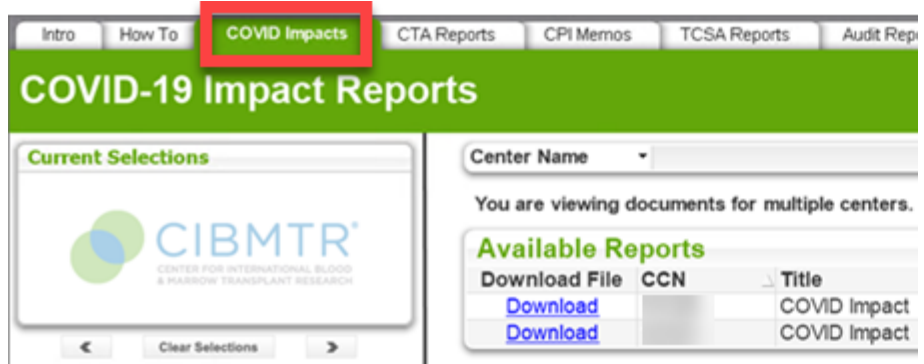 Intro How To COVID Impacts CTA Reports CPI Memos TCSA Reports Audit Repo
COVID-19 Impact Reports
Current Selections
CIBMTR®
CENTER FOR INTERNATIONAL BLOOD
& MARROW TRANSPLANT RESEARCH
Clear Selections
Center Name
You are viewing documents for multiple centers.
Available Reports
Download File CCN Title
Download COVID Impact
Download COVID Impact